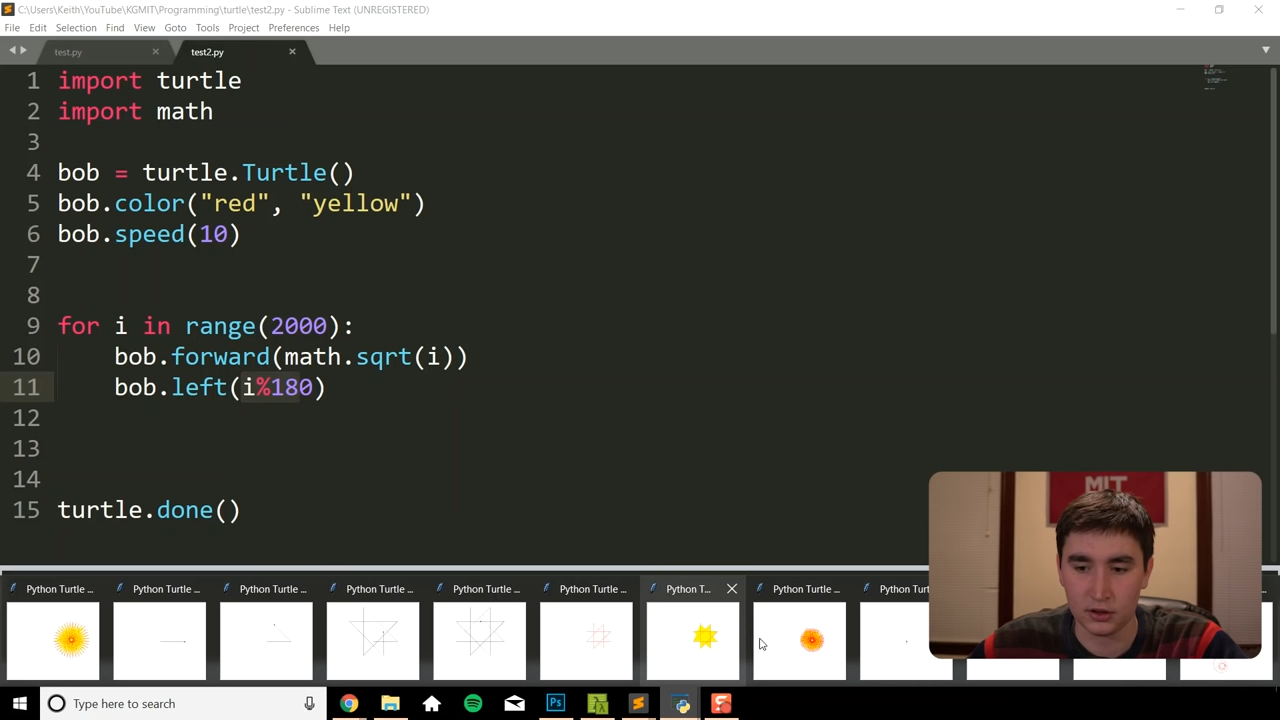 C:\Users\Keith\YouTube\KGMIT\Programming\turtle\test2.py - Sublime Text (UNREGISTERED)
File Edit Selection Find View Goto Tools Project Preferences Help
test.py test2.py
1 import turtle
2 import math
3
4 bob = turtle.Turtle()
5 bob.color("red", "yellow")
6 bob.speed(10)
7
8
9 for i in range(2000):
10 bob.forward(math.sqrt(i))
11 bob.left(i%180)
12
13
14
15 turtle.done()
MIT
Python Turtle Python Turtle Python Turtle Python Turtle Python Turtle Python Turtle Python T... Python Turtle Python Turtle
Type here to search
Ps